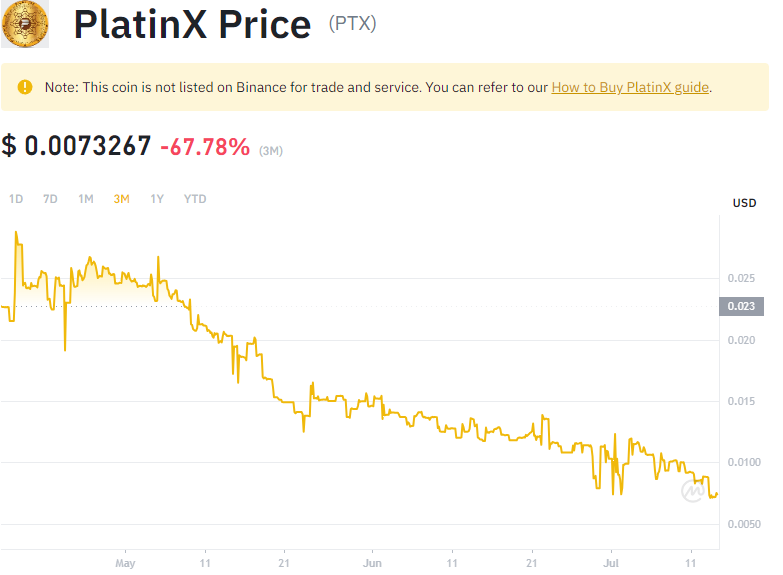 PlatinX Price (PTX)
Note: This coin is not listed on Binance for trade and service. You can refer to our How to Buy PlatinX guide.
$ 0.0073267 -67.78% (3M)
1D 7D 1M 3M 1Y YTD
USD
0.025
0.023
0.020
0.015
0.0100
0.0050
May 11 21 Jun 11 21 Jul 11